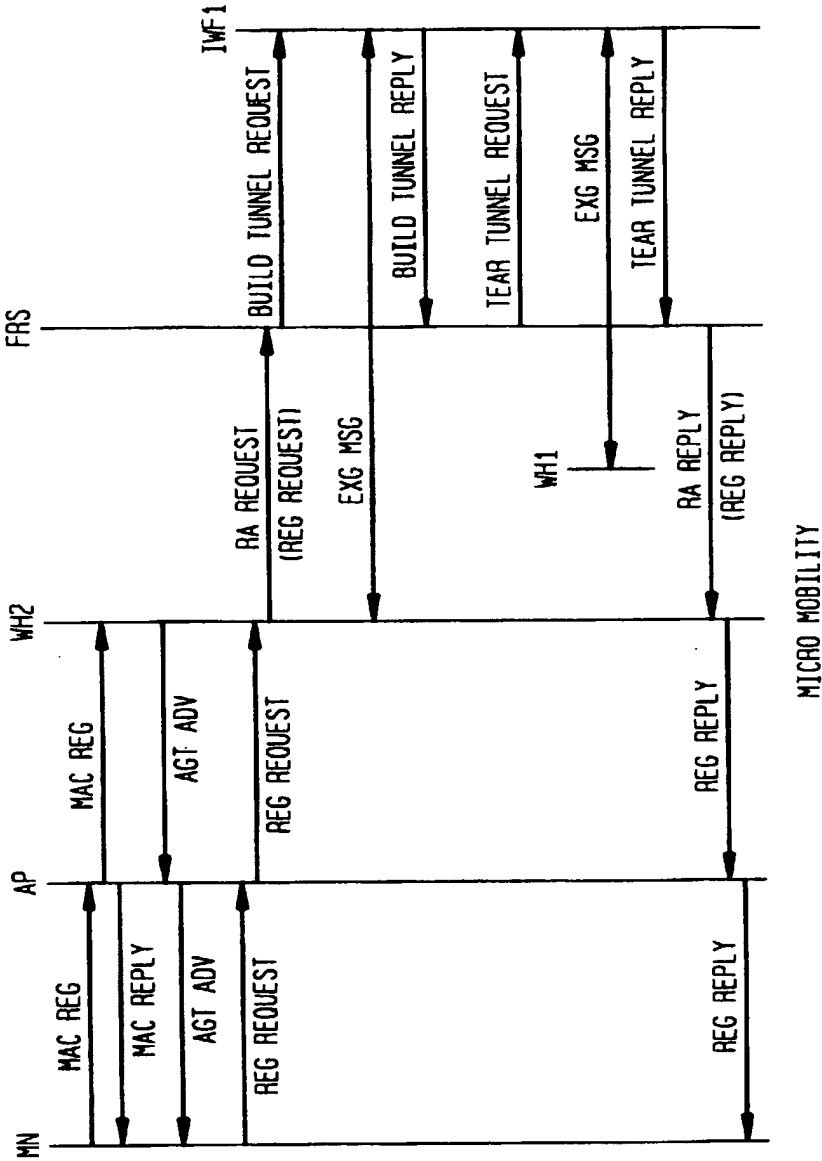 MN
AP
WH2
FRS
IWF1
MAC REG
MAC REG
MAC REPLY
AGT ADV
AGT ADV
REG REQUEST
REG REQUEST
RA REQUEST
(REG REQUEST)
BUILD TUNNEL REQUEST
EXG MSG
BUILD TUNNEL REPLY
TEAR TUNNEL REQUEST
EXG MSG
WH1
TEAR TUNNEL REPLY
RA REPLY
(REG REPLY)
REG REPLY
REG REPLY
MICRO MOBILITY